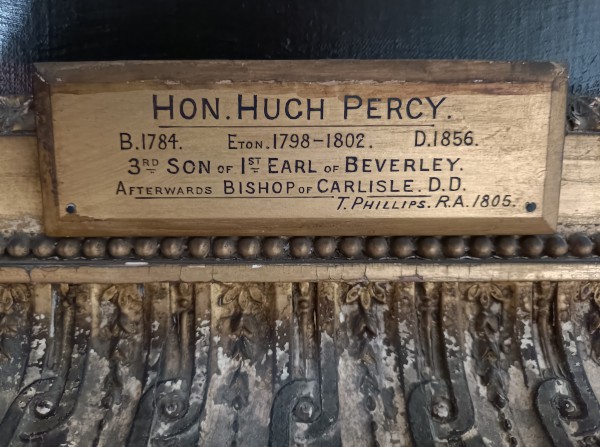 HON. HUGH PERCY.
B.1784. ETON. 1798-1802. D.1856.
3RD SON OF 1ST EARL OF BEVERLEY.
AFTERWARDS BISHOP OF CARLISLE. D.D.
T. PHILLIPS. R.A. 1805.